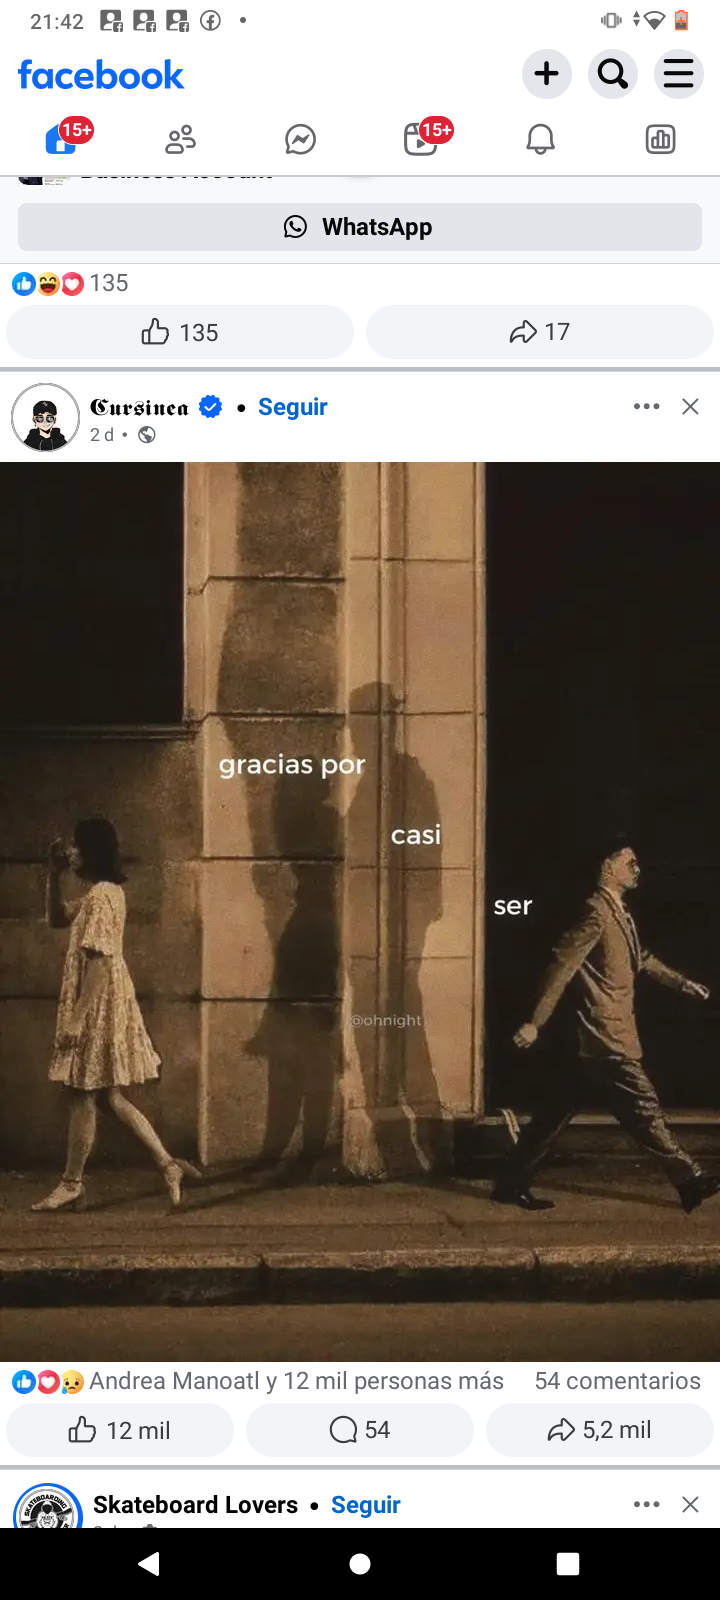 21:42
facebook
15+
15+
WhatsApp
135
135
17
Cursinea • Seguir
2 d •
gracias por
casi
ser
@ohnight
Andrea Manoatl y 12 mil personas más 54 comentarios
12 mil
54
5,2 mil
SKATEBOARDING
Skateboard Lovers • Seguir